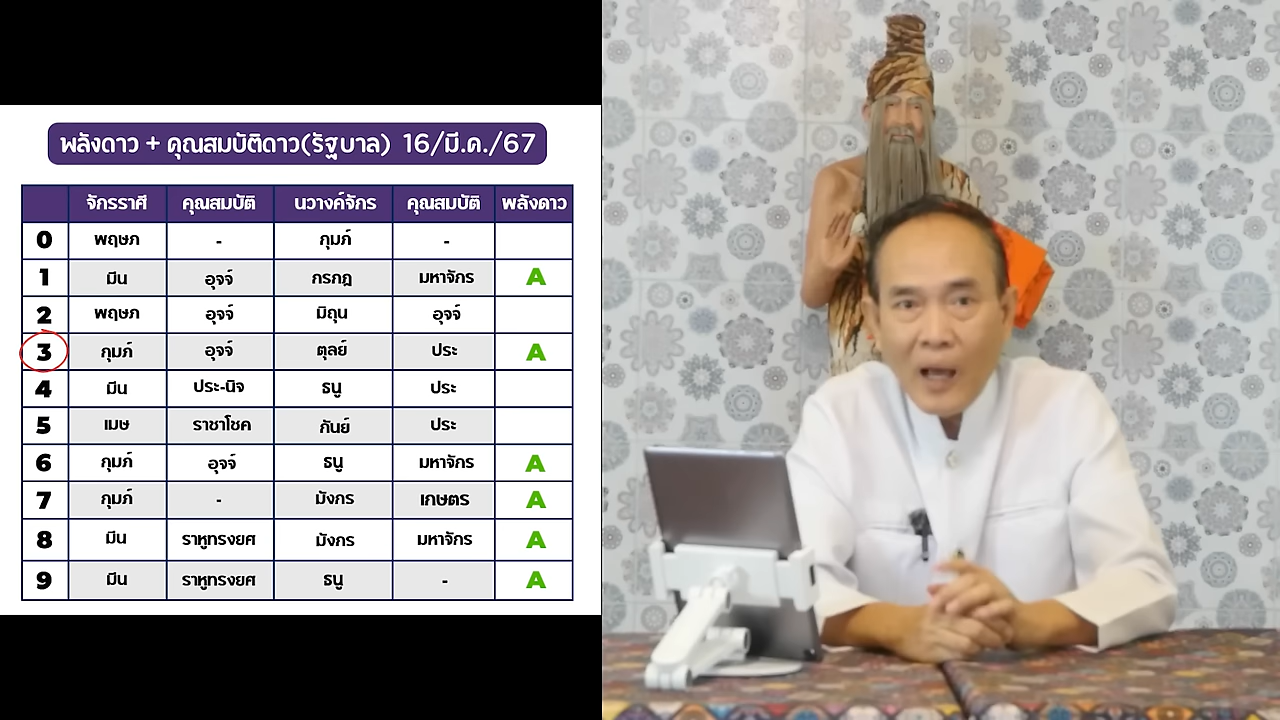 พลังดาว + คุณสมบัติดาว(รัฐบาล) 16/มี.ค./67
จักรราศี คุณสมบัติ นวางค์จักร คุณสมบัติ พลังดาว
0 พฤษภ - กุมภ์ -
1 มีน อุจจ์ กรกฎ มหาจักร A
2 พฤษภ อุจจ์ มิถุน อุจจ์
3 กุมภ์ อุจจ์ ตุลย์ ประ A
4 มีน ประ-นิจ ธนู ประ
5 เมษ ราชาโชค กันย์ ประ
6 กุมภ์ อุจจ์ ธนู มหาจักร A
7 กุมภ์ - มังกร เกษตร A
8 มีน ราหูทรงยศ มังกร มหาจักร A
9 มีน ราหูทรงยศ ธนู - A